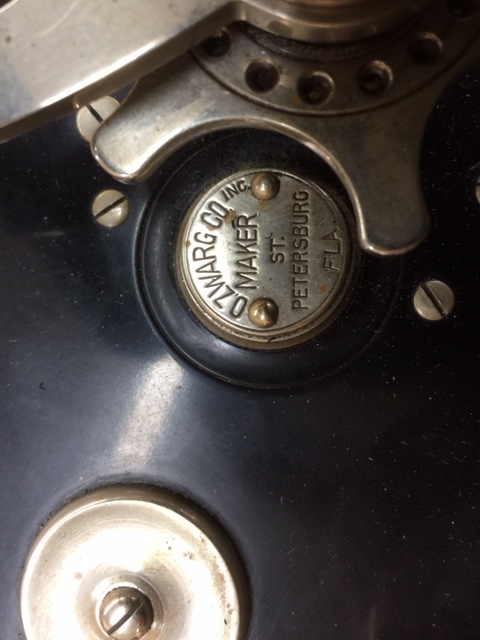 OZWARG CO INC.
MAKER
ST.
PETERSBURG
FLA